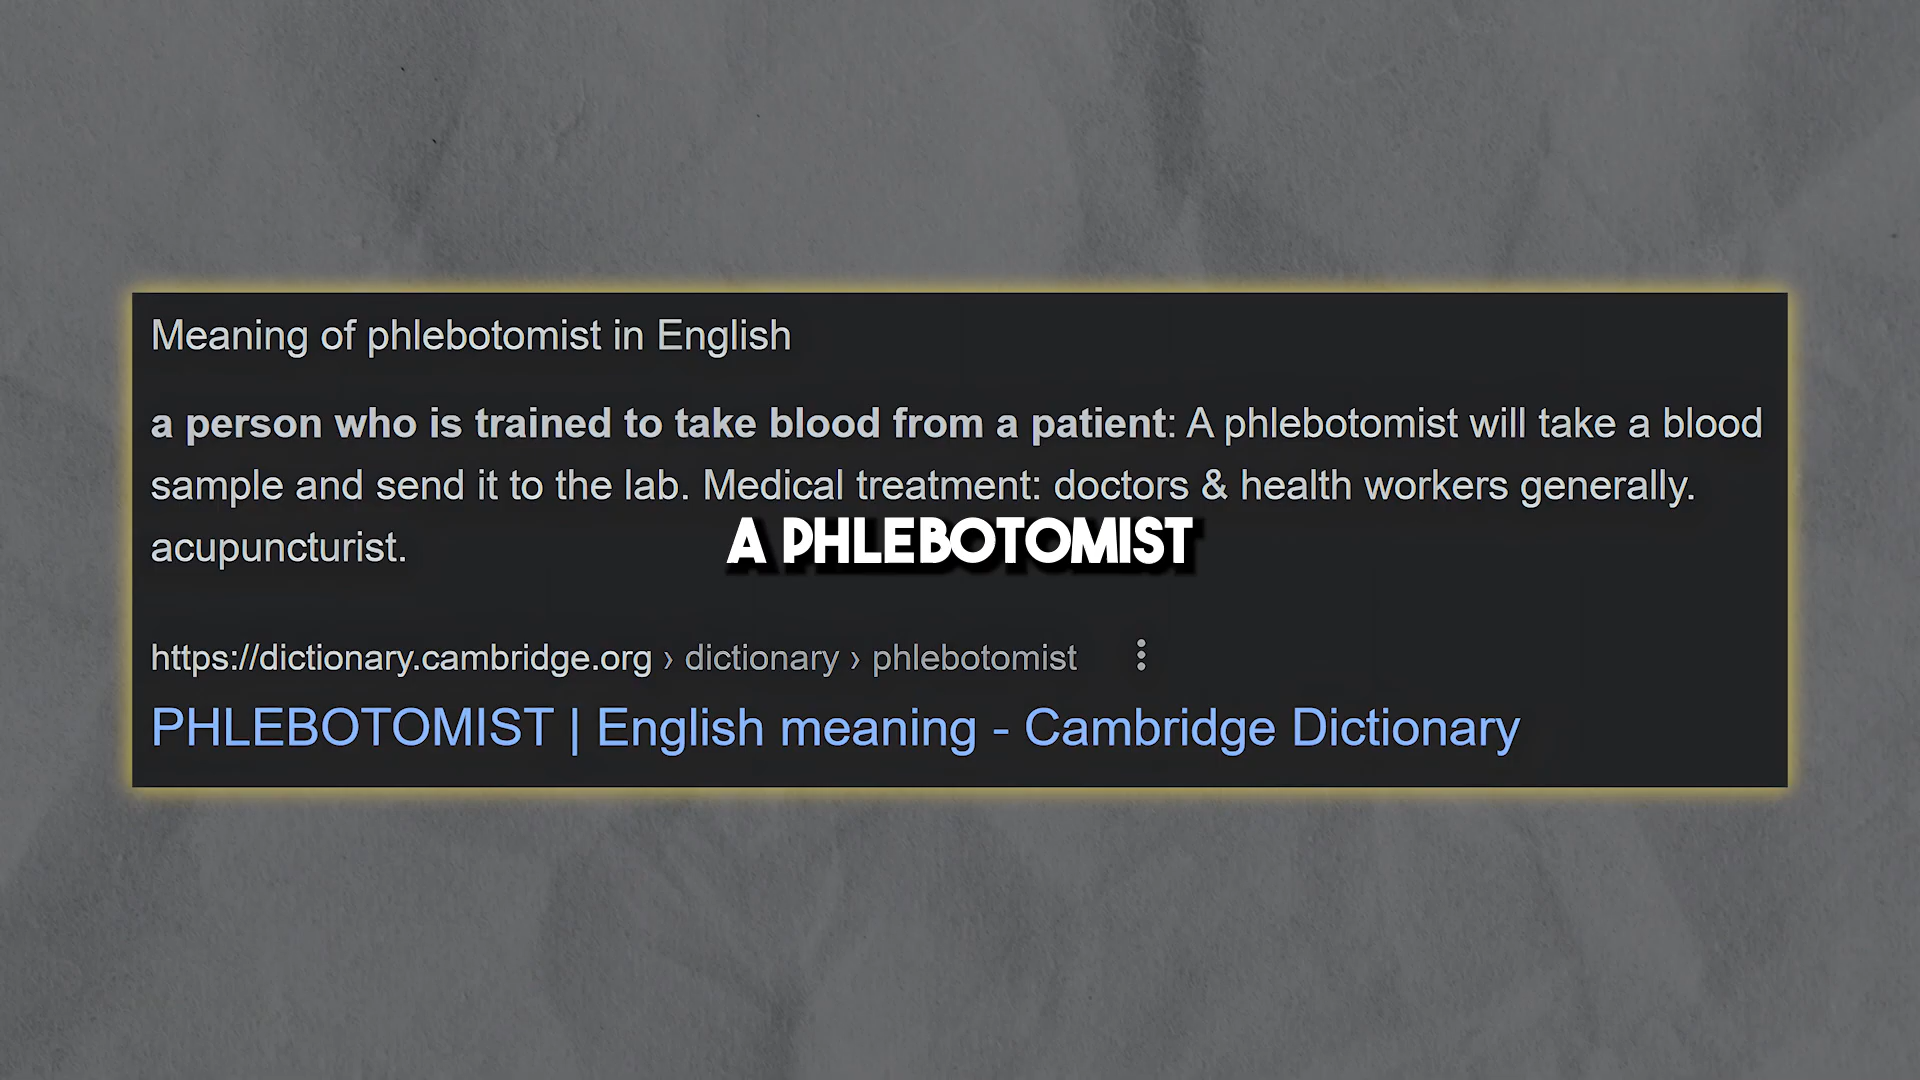 Meaning of phlebotomist in English
a person who is trained to take blood from a patient: A phlebotomist will take a blood
sample and send it to the lab. Medical treatment: doctors & health workers generally.
acupuncturist.
A PHLEBOTOMIST
https://dictionary.cambridge.org › dictionary › phlebotomist
PHLEBOTOMIST | English meaning - Cambridge Dictionary